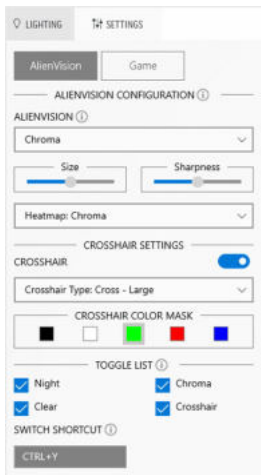 LIGHTING SETTINGS
AlienVision Game
ALIENVISION CONFIGURATION
ALIENVISION
Chroma
Size Sharpness
Heatmap: Chroma
CROSSHAIR SETTINGS
CROSSHAIR
Crosshair Type: Cross - Large
CROSSHAIR COLOR MASK
TOGGLE LIST
Night Chroma
Clear Crosshair
SWITCH SHORTCUT
CTRL+Y